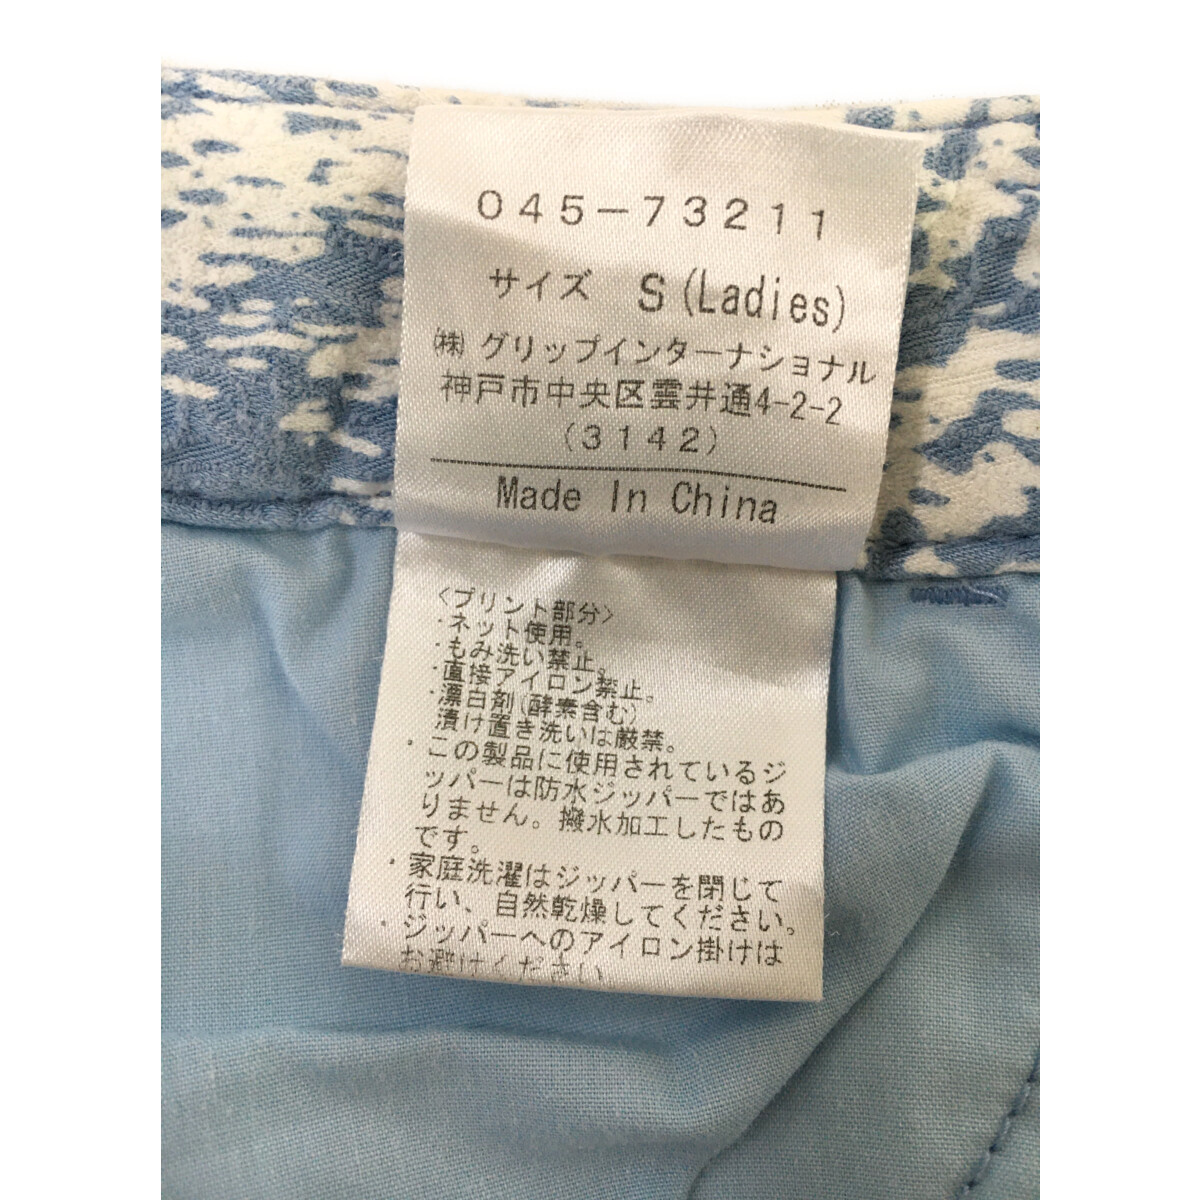 045-73211
サイズ S(Ladies)
㈱グリップインターナショナル
神戸市中央区雲井通4-2-2
(3142)
Made In China
<プリント部分>
・ネット使用。
・もみ洗い禁止。
・直接アイロン禁止。
・漂白剤(酵素含む)
漬け置き洗いは厳禁。
・この製品に使用されているジ
ッパーは防水ジッパーではあ
りません。撥水加工したもの
です。
・家庭洗濯はジッパーを閉じて
行い、自然乾燥してください。
・ジッパーへのアイロン掛けは
お避けください。